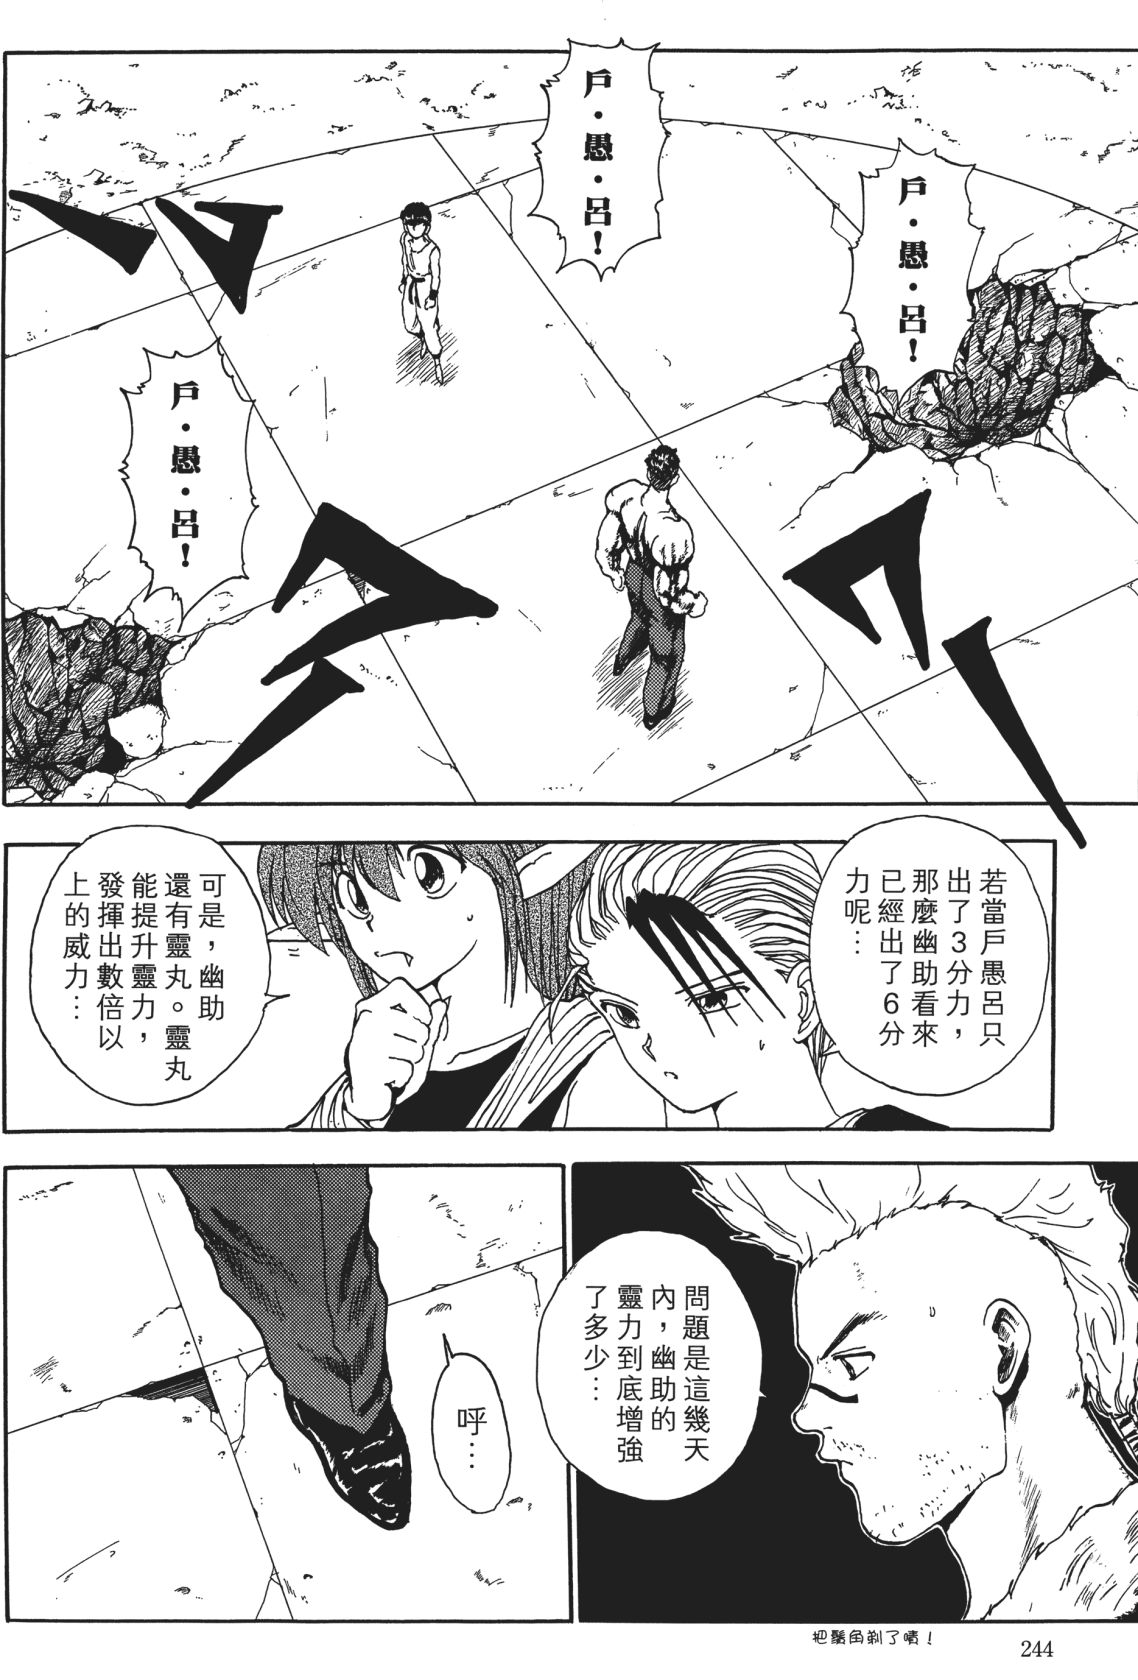 戶・愚・呂！
戶・愚・呂！
戶・愚・呂！
若當戶愚呂只
出了3分力，
那麼幽助看來
已經出了6分
力呢…
可是，幽助
還有靈丸。靈丸
能提升靈力，
發揮出數倍以
上的威力…
問題是這幾天
內，幽助的
靈力到底增強
了多少…
呼…
把鬍角剃了嘖！
244